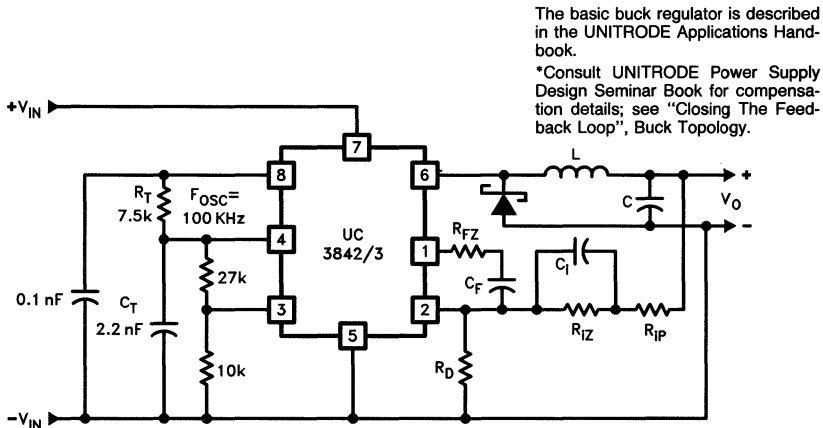 The basic buck regulator is described
in the UNITRODE Applications Hand-
book.
*Consult UNITRODE Power Supply
Design Seminar Book for compensa-
tion details; see "Closing The Feed-
back Loop", Buck Topology.
+VIN
7
8
6
L
RT
7.5k
FOSC=
100 KHz
C
+
VO
-
4
UC
3842/3
1
RFZ
Ci
27k
CF
0.1 nF
CT
2.2 nF
3
2
5
RiZ
RiP
10k
RD
-VIN